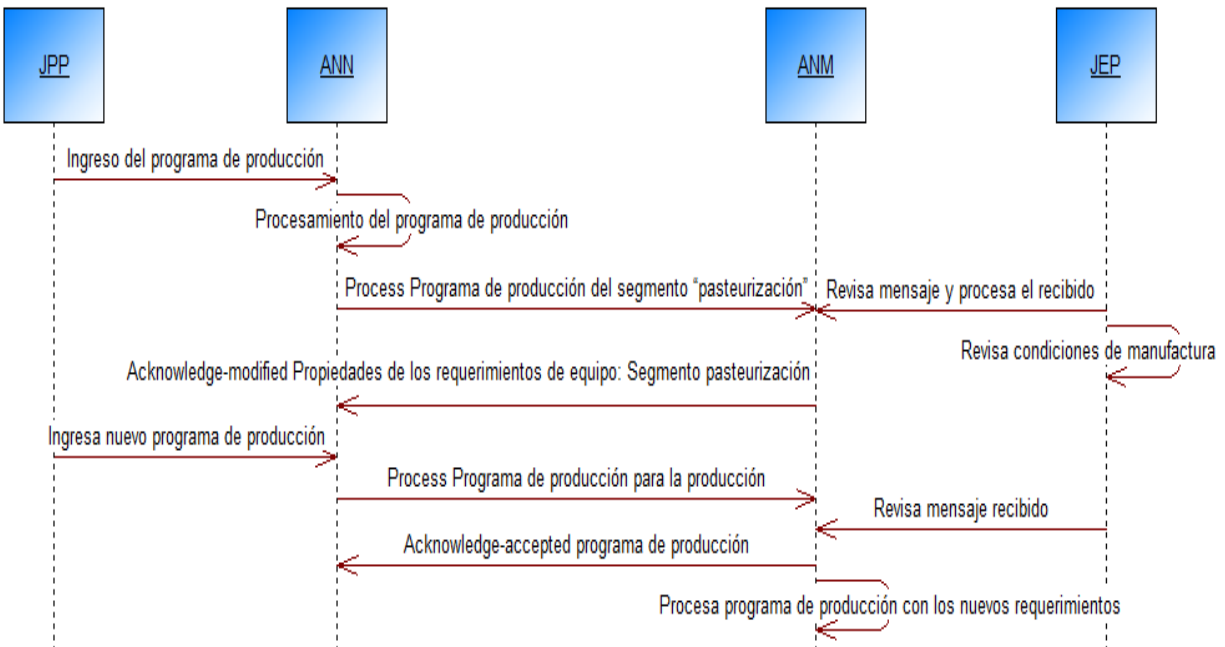 JPP
ANN
ANM
JEP
Ingreso del programa de producción
Procesamiento del programa de producción
Process Programa de producción del segmento “pasteurización”
Revisa mensaje y procesa el recibido
Revisa condiciones de manufactura
Acknowledge-modified Propiedades de los requerimientos de equipo: Segmento pasteurización
Ingresa nuevo programa de producción
Process Programa de producción para la producción
Revisa mensaje recibido
Acknowledge-accepted programa de producción
Procesa programa de producción con los nuevos requerimientos